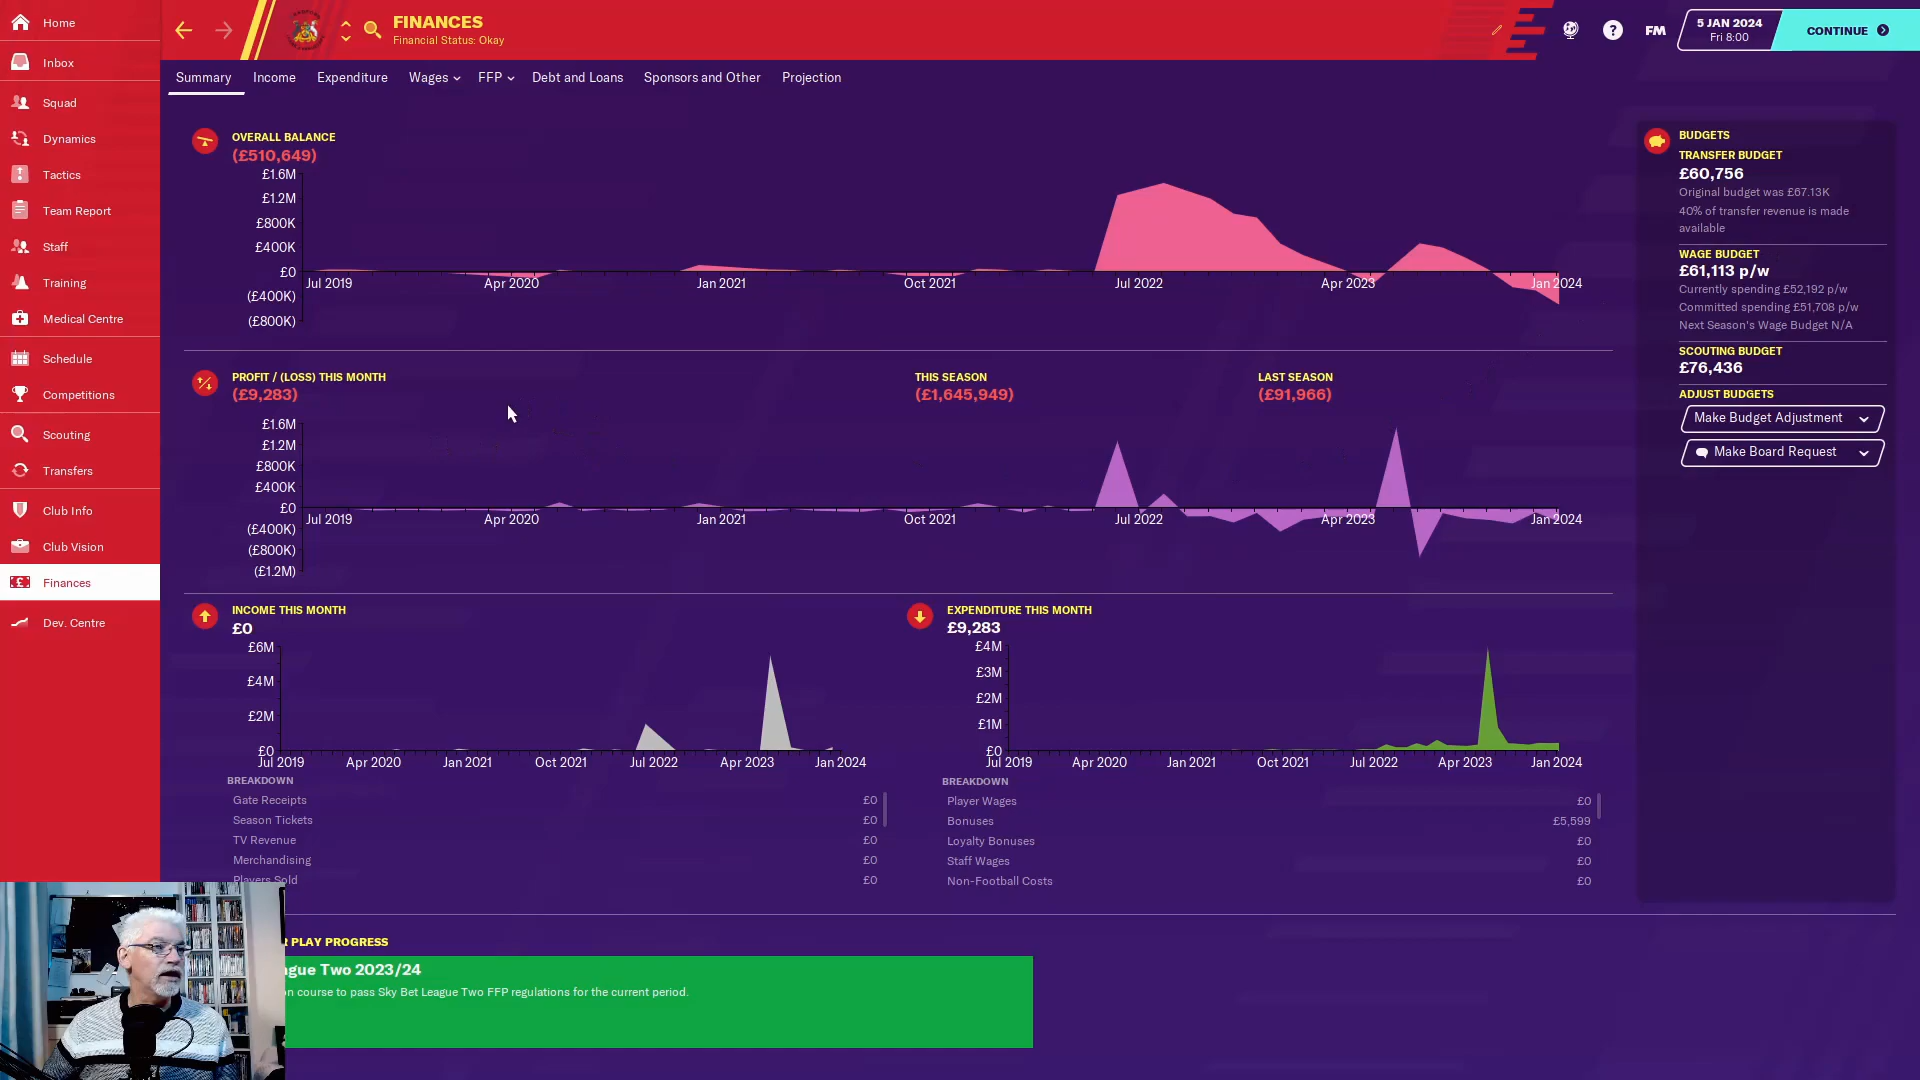 Home
Inbox
Squad
Dynamics
Tactics
Team Report
Staff
Training
Medical Centre
Schedule
Competitions
Scouting
Transfers
Club Info
Club Vision
Finances
Dev. Centre
FINANCES
Financial Status: Okay
FM
5 JAN 2024
Fri 8:00
CONTINUE
Summary Income Expenditure Wages FFP Debt and Loans Sponsors and Other Projection
OVERALL BALANCE
(£510,649)
£1.6M
£1.2M
£800K
£400K
£0
(£400K)
(£800K)
Jul 2019 Apr 2020 Jan 2021 Oct 2021 Jul 2022 Apr 2023 Jan 2024
PROFIT / (LOSS) THIS MONTH
(£9,283)
THIS SEASON
(£1,645,949)
LAST SEASON
(£91,966)
£1.6M
£1.2M
£800K
£400K
£0
(£400K)
(£800K)
(£1.2M)
Jul 2019 Apr 2020 Jan 2021 Oct 2021 Jul 2022 Apr 2023 Jan 2024
INCOME THIS MONTH
£0
£6M
£4M
£2M
£0
Jul 2019 Apr 2020 Jan 2021 Oct 2021 Jul 2022 Apr 2023 Jan 2024
BREAKDOWN
Gate Receipts £0
Season Tickets £0
TV Revenue £0
Merchandising £0
Players Sold £0
EXPENDITURE THIS MONTH
£9,283
£4M
£3M
£2M
£1M
£0
Jul 2019 Apr 2020 Jan 2021 Oct 2021 Jul 2022 Apr 2023 Jan 2024
BREAKDOWN
Player Wages £0
Bonuses £5,599
Loyalty Bonuses £0
Staff Wages £0
Non-Football Costs £0
PLAY PROGRESS
gue Two 2023/24
n course to pass Sky Bet League Two FFP regulations for the current period.
BUDGETS
TRANSFER BUDGET
£60,756
Original budget was £67.13K
40% of transfer revenue is made
available
WAGE BUDGET
£61,113 p/w
Currently spending £52,192 p/w
Committed spending £51,708 p/w
Next Season's Wage Budget N/A
SCOUTING BUDGET
£76,436
ADJUST BUDGETS
Make Budget Adjustment
Make Board Request